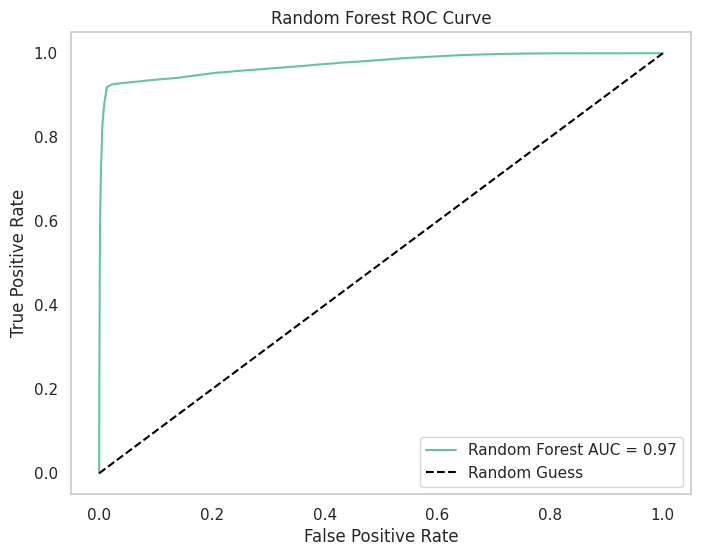 Random Forest ROC Curve
True Positive Rate
1.0
0.8
0.6
0.4
0.2
0.0
Random Forest AUC = 0.97
Random Guess
0.0 0.2 0.4 0.6 0.8 1.0
False Positive Rate